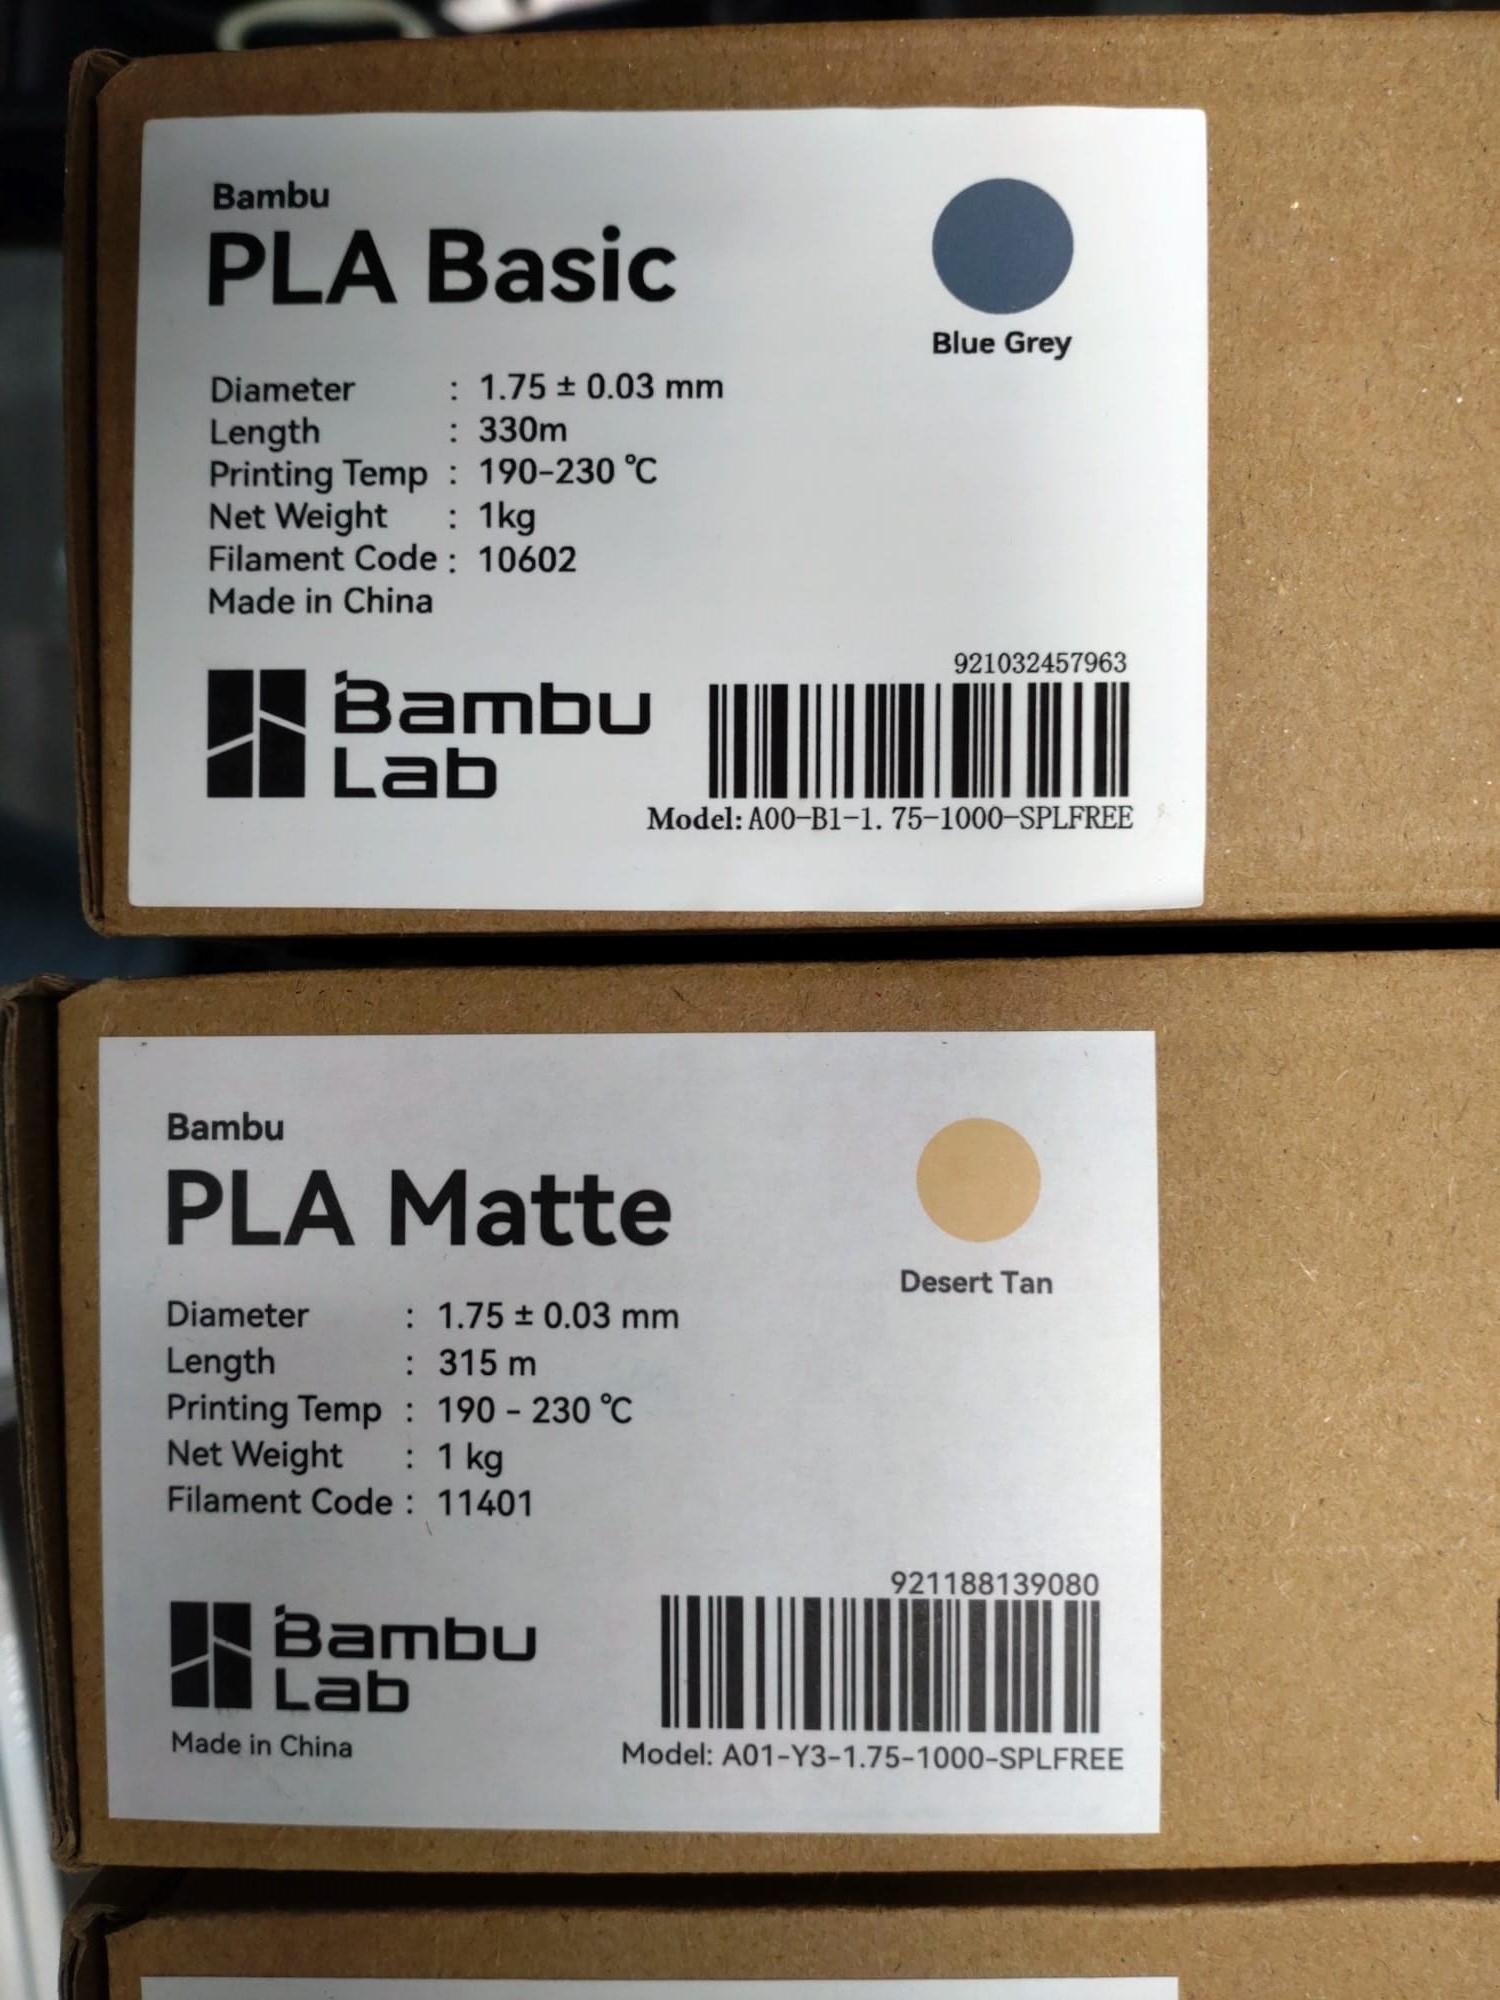 Bambu
PLA Basic
Blue Grey
Diameter : 1.75 ± 0.03 mm
Length : 330m
Printing Temp : 190-230 ℃
Net Weight : 1kg
Filament Code : 10602
Made in China
Bambu
Lab
921032457963
Model: A00-B1-1.75-1000-SPLFREE
Bambu
PLA Matte
Desert Tan
Diameter : 1.75 ± 0.03 mm
Length : 315 m
Printing Temp : 190 - 230 ℃
Net Weight : 1 kg
Filament Code : 11401
921188139080
Bambu
Lab
Made in China
Model: A01-Y3-1.75-1000-SPLFREE